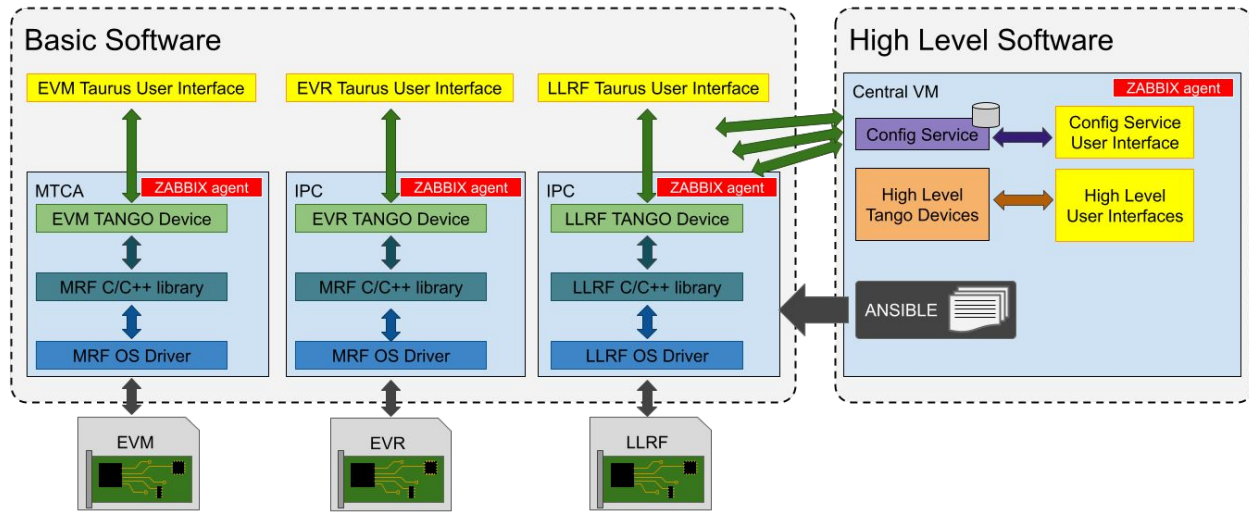 Basic Software
EVM Taurus User Interface
EVR Taurus User Interface
LLRF Taurus User Interface
MTCA
ZABBIX agent
EVM TANGO Device
MRF C/C++ library
MRF OS Driver
IPC
ZABBIX agent
EVR TANGO Device
MRF C/C++ library
MRF OS Driver
IPC
ZABBIX agent
LLRF TANGO Device
LLRF C/C++ library
LLRF OS Driver
EVM
EVR
LLRF
High Level Software
Central VM
ZABBIX agent
Config Service
Config Service
User Interface
High Level
Tango Devices
High Level
User Interfaces
ANSIBLE